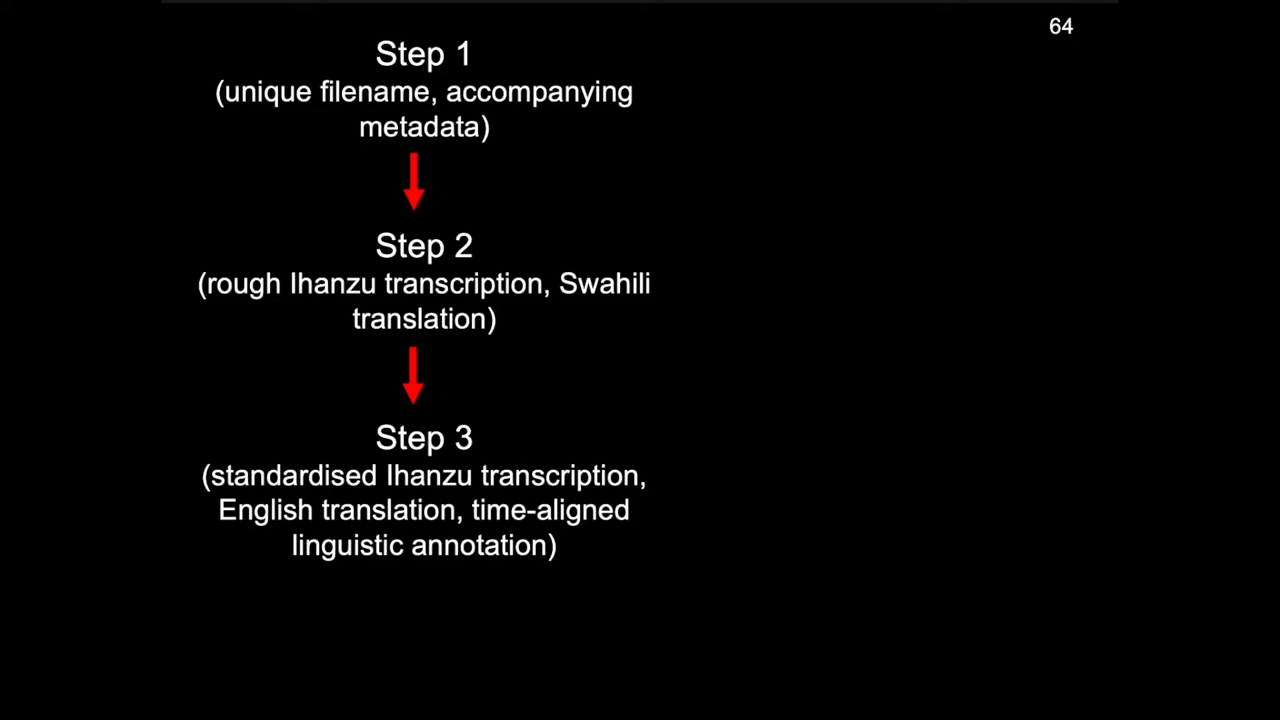 64
Step 1
(unique filename, accompanying
metadata)
Step 2
(rough Ihanzu transcription, Swahili
translation)
Step 3
(standardised Ihanzu transcription,
English translation, time-aligned
linguistic annotation)